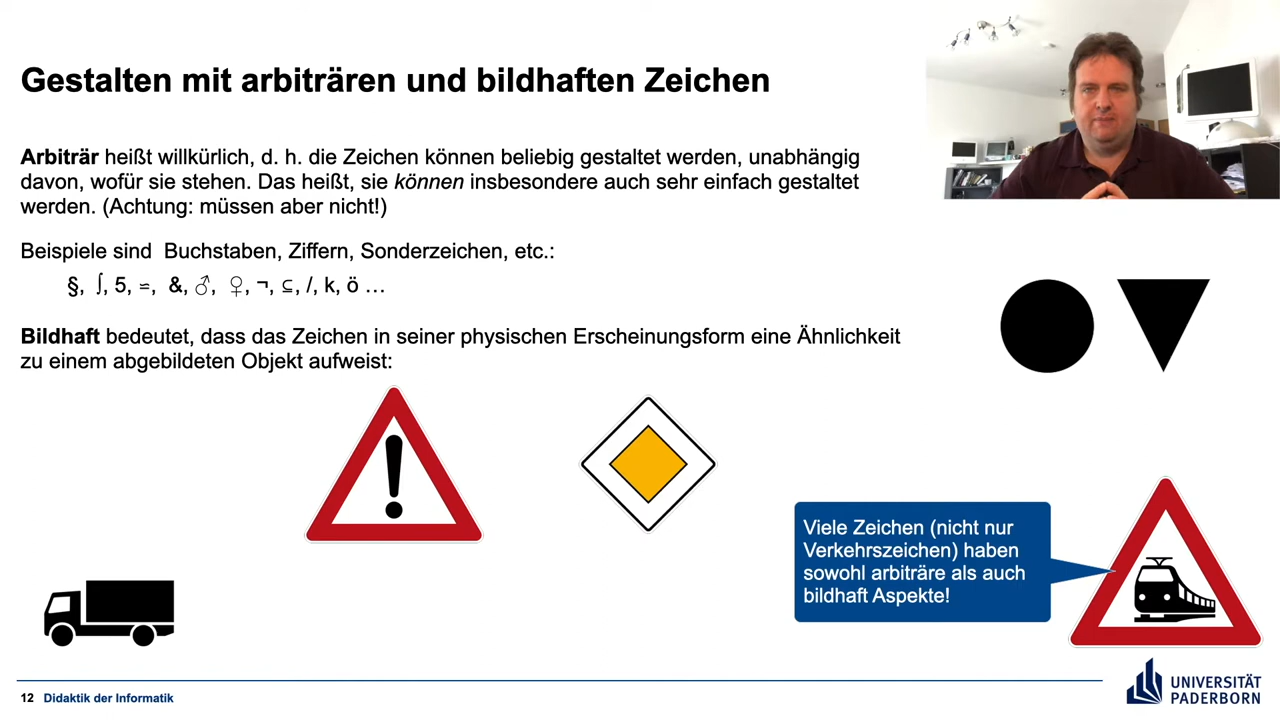 Gestalten mit arbiträren und bildhaften Zeichen
Arbiträr heißt willkürlich, d. h. die Zeichen können beliebig gestaltet werden, unabhängig
davon, wofür sie stehen. Das heißt, sie können insbesondere auch sehr einfach gestaltet
werden. (Achtung: müssen aber nicht!)
Beispiele sind Buchstaben, Ziffern, Sonderzeichen, etc.:
§, ∫, 5, ⋍, &, ♂, ♀, ¬, ⊆, /, k, ö …
Bildhaft bedeutet, dass das Zeichen in seiner physischen Erscheinungsform eine Ähnlichkeit
zu einem abgebildeten Objekt aufweist:
!
Viele Zeichen (nicht nur
Verkehrszeichen) haben
sowohl arbiträre als auch
bildhaft Aspekte!
12 Didaktik der Informatik
UNIVERSITÄT
PADERBORN